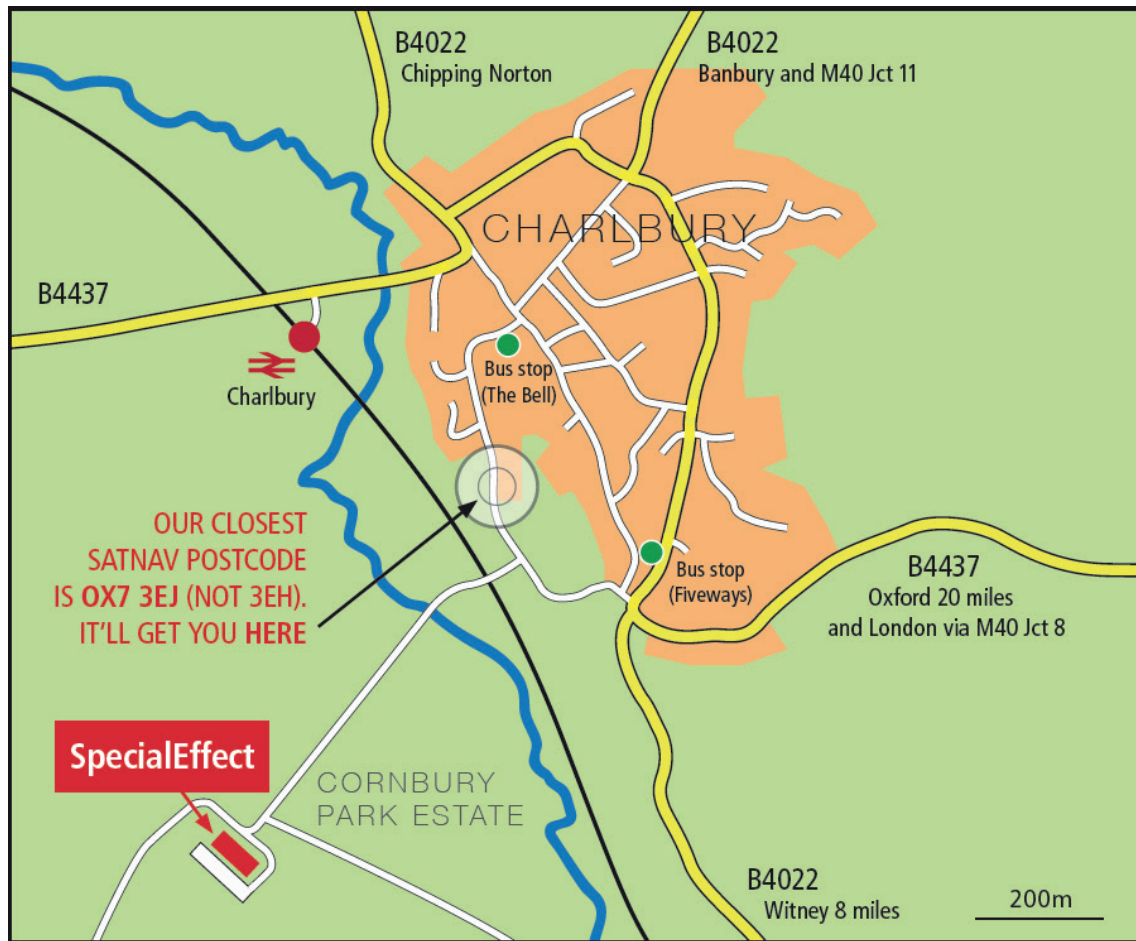 B4022
Chipping Norton
B4022
Banbury and M40 Jct 11
CHARLBURY
B4437
Charlbury
Bus stop
(The Bell)
OUR CLOSEST
SATNAV POSTCODE
IS OX7 3EJ (NOT 3EH).
IT'LL GET YOU HERE
Bus stop
(Fiveways)
B4437
Oxford 20 miles
and London via M40 Jct 8
SpecialEffect
CORNBURY
PARK ESTATE
B4022
Witney 8 miles
200m